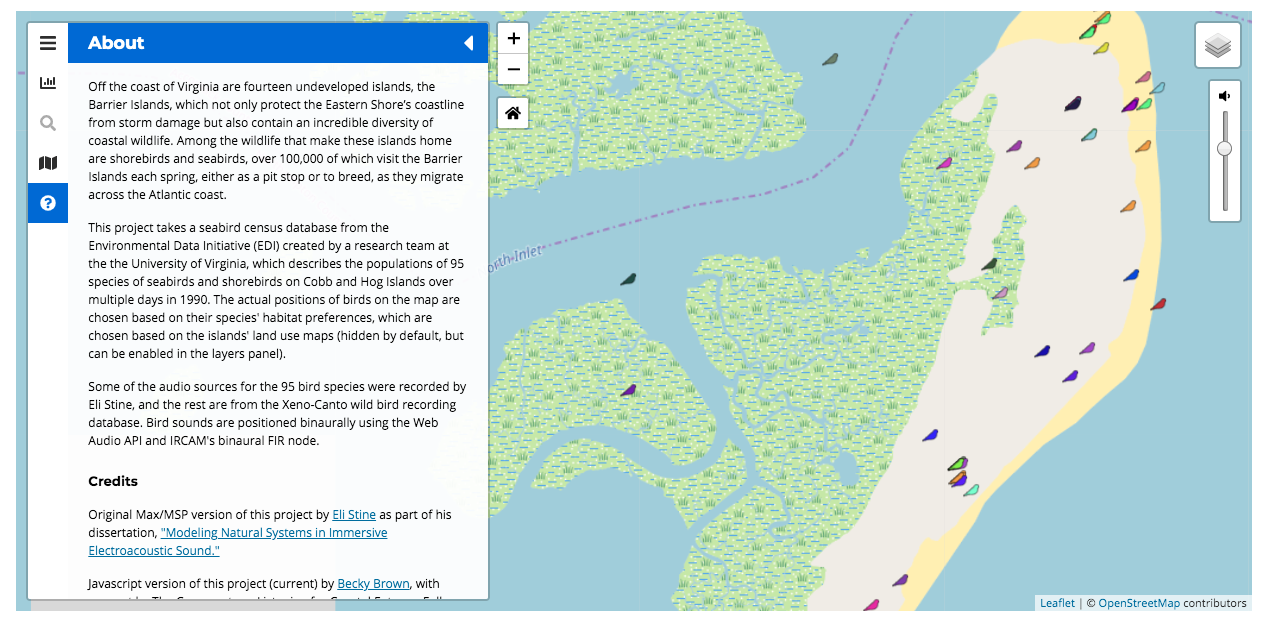 About
Off the coast of Virginia are fourteen undeveloped islands, the
Barrier Islands, which not only protect the Eastern Shore's coastline
from storm damage but also contain an incredible diversity of
coastal wildlife. Among the wildlife that make these islands home
are shorebirds and seabirds, over 100,000 of which visit the Barrier
Islands each spring, either as a pit stop or to breed, as they migrate
across the Atlantic coast.
This project takes a seabird census database from the
Environmental Data Initiative (EDI) created by a research team at
the the University of Virginia, which describes the populations of 95
species of seabirds and shorebirds on Cobb and Hog Islands over
multiple days in 1990. The actual positions of birds on the map are
chosen based on their species' habitat preferences, which are
chosen based on the islands' land use maps (hidden by default, but
can be enabled in the layers panel).
Some of the audio sources for the 95 bird species were recorded by
Eli Stine, and the rest are from the Xeno-Canto wild bird recording
database. Bird sounds are positioned binaurally using the Web
Audio API and IRCAM's binaural FIR node.
Credits
Original Max/MSP version of this project by Eli Stine as part of his
dissertation, "Modeling Natural Systems in Immersive
Electroacoustic Sound."
Javascript version of this project (current) by Becky Brown, with
+
−
orth Inlet
Leaflet | © OpenStreetMap contributors